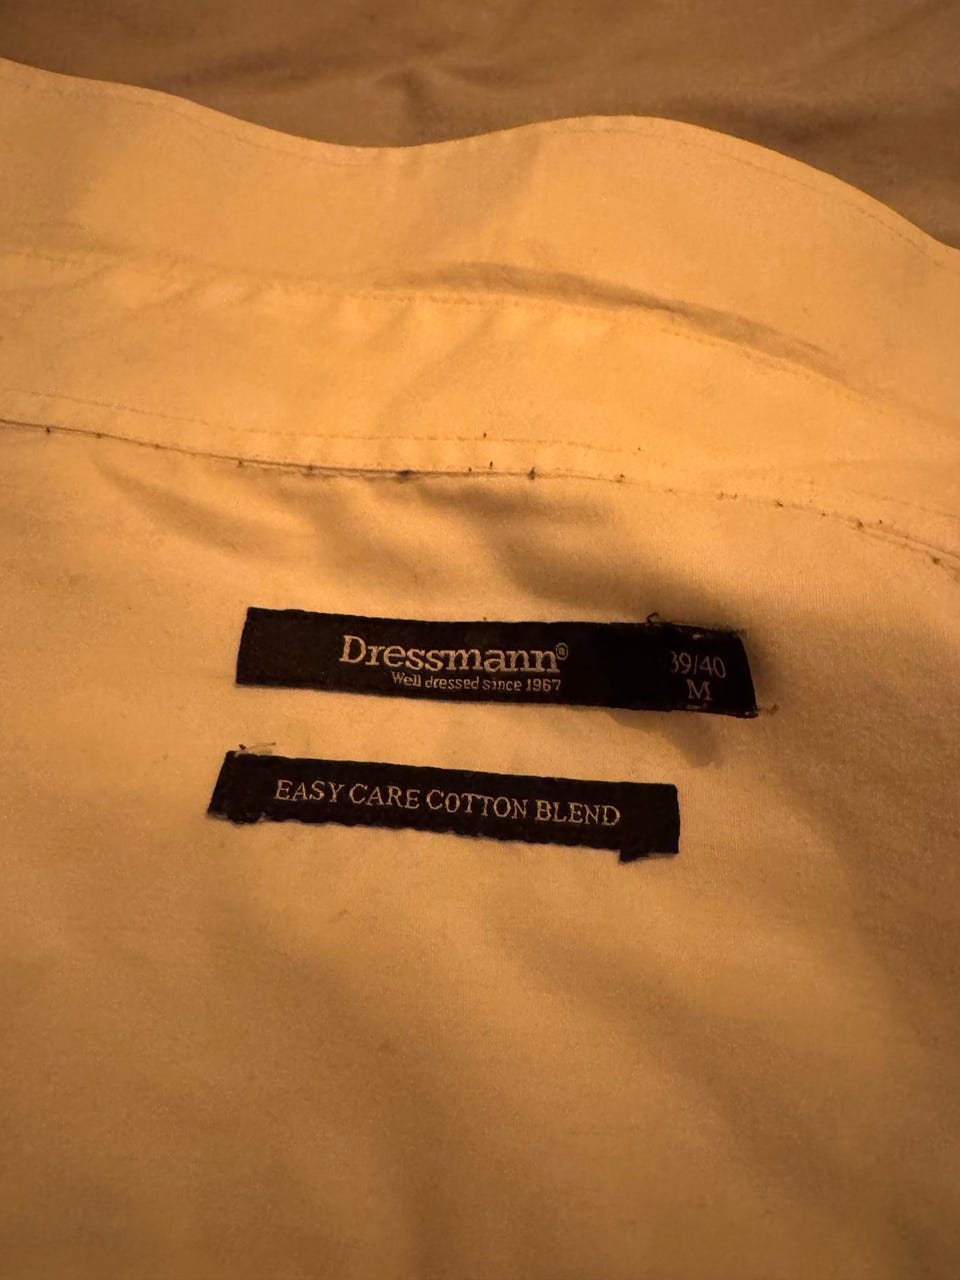 Dressmann®
Well dressed since 1967
39/40
M
EASY CARE COTTON BLEND